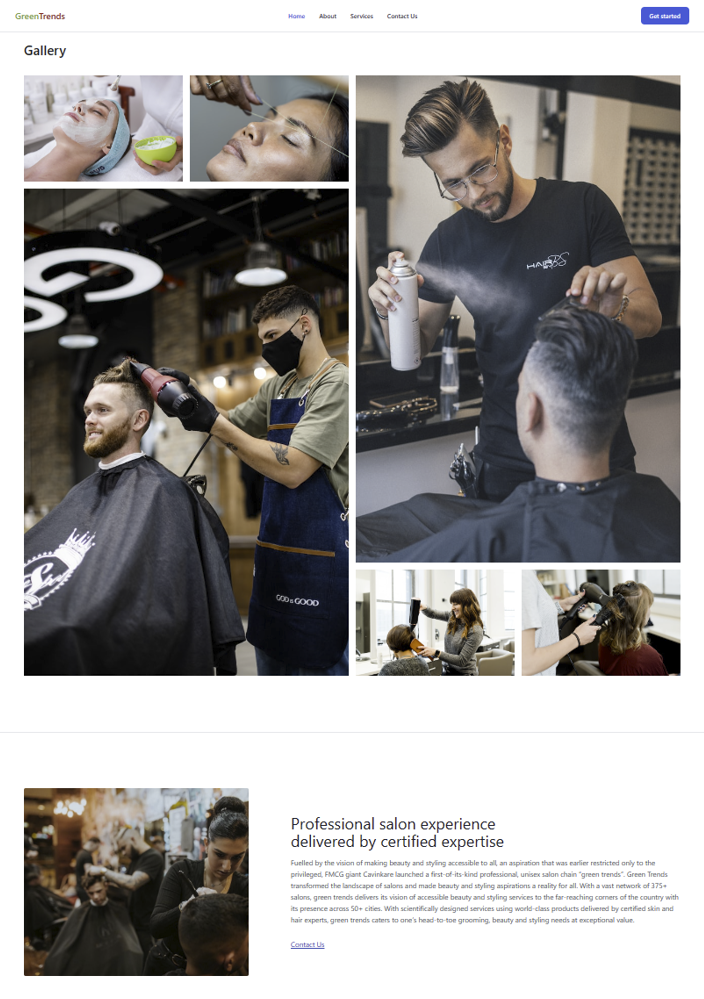 GreenTrends
Home About Services Contact Us
Get started
Gallery
HAIR BS
GOD is GOOD
Professional salon experience
delivered by certified expertise
Fuelled by the vision of making beauty and styling accessible to all, an aspiration that was earlier restricted only to the
privileged, FMCG giant Cavinkare launched a first-of-its-kind professional, unisex salon chain "green trends". Green Trends
transformed the landscape of salons and made beauty and styling aspirations a reality for all. With a vast network of 375+
salons, green trends delivers its vision of accessible beauty and styling services to the far-reaching corners of the country with
its presence across 50+ cities. With scientifically designed services using world-class products delivered by certified skin and
hair experts, green trends caters to one's head-to-toe grooming, beauty and styling needs at exceptional value.
Contact Us